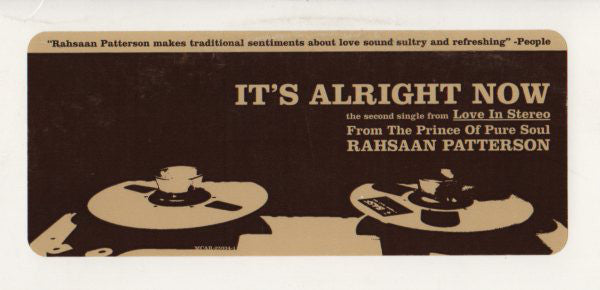 "Rahsaan Patterson makes traditional sentiments about love sound sultry and refreshing" -People
IT'S ALRIGHT NOW
the second single from Love In Stereo
From The Prince Of Pure Soul
RAHSAAN PATTERSON